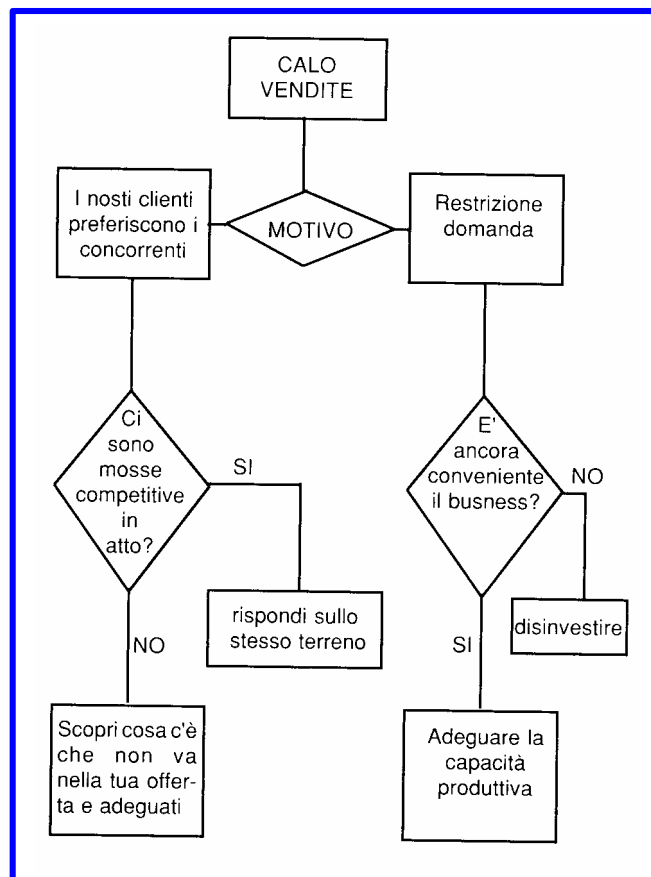 CALO
VENDITE
I nosti clienti
preferiscono i
concorrenti
MOTIVO
Restrizione
domanda
Ci
sono
mosse
competitive
in
atto?
SI
NO
rispondi sullo
stesso terreno
Scopri cosa c'è
che non va
nella tua offer-
ta e adeguati
E'
ancora
conveniente
il busness?
NO
SI
disinvestire
Adeguare la
capacità
produttiva